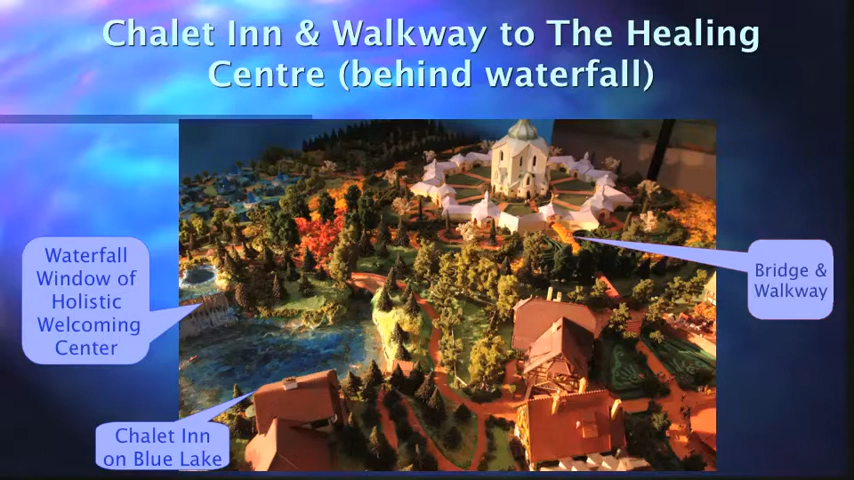 Chalet Inn & Walkway to The Healing
Centre (behind waterfall)
Waterfall
Window of
Holistic
Welcoming
Center
Bridge &
Walkway
Chalet Inn
on Blue Lake